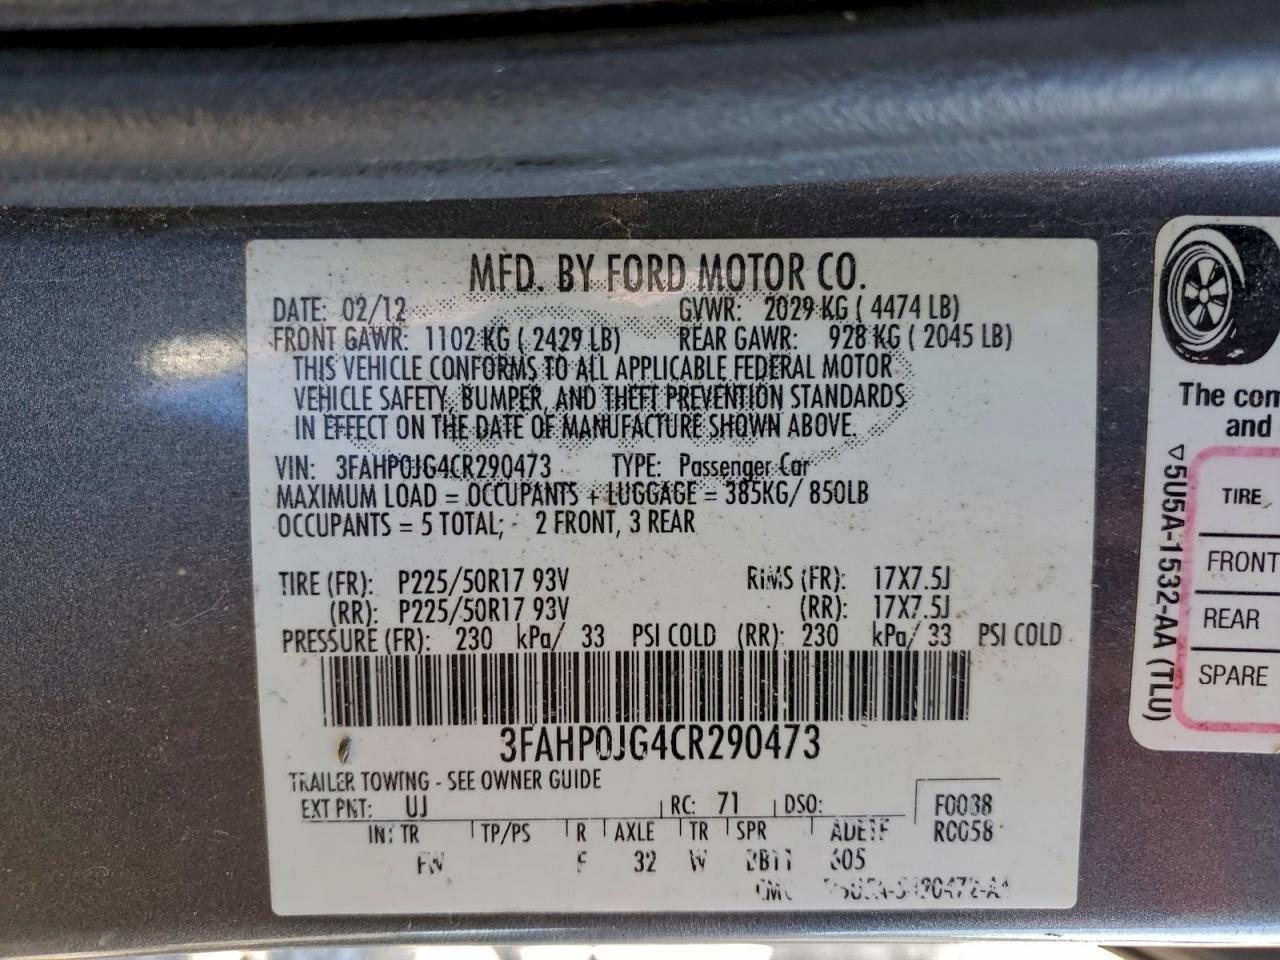 MFD. BY FORD MOTOR CO.
DATE: 02/12 GVWR: 2029 KG ( 4474 LB)
FRONT GAWR: 1102 KG ( 2429 LB) REAR GAWR: 928 KG ( 2045 LB)
THIS VEHICLE CONFORMS TO ALL APPLICABLE FEDERAL MOTOR
VEHICLE SAFETY, BUMPER, AND THEFT PREVENTION STANDARDS
IN EFFECT ON THE DATE OF MANUFACTURE SHOWN ABOVE.
VIN: 3FAHP0JG4CR290473 TYPE: Passenger Car
MAXIMUM LOAD = OCCUPANTS + LUGGAGE = 385KG/ 850LB
OCCUPANTS = 5 TOTAL; 2 FRONT, 3 REAR
TIRE (FR): P225/50R17 93V RIMS (FR): 17X7.5J
(RR): P225/50R17 93V (RR): 17X7.5J
PRESSURE (FR): 230 kPa/ 33 PSI COLD (RR): 230 kPa/ 33 PSI COLD
3FAHP0JG4CR290473
TRAILER TOWING - SEE OWNER GUIDE
EXT PNT: UJ RC: 71 DSO: F0038
INT TR TP/PS R AXLE TR SPR
FW F 32 W 605
The
and
▽5U5A-1532-AA (TLU)
TIRE
FRONT
REAR
SPARE